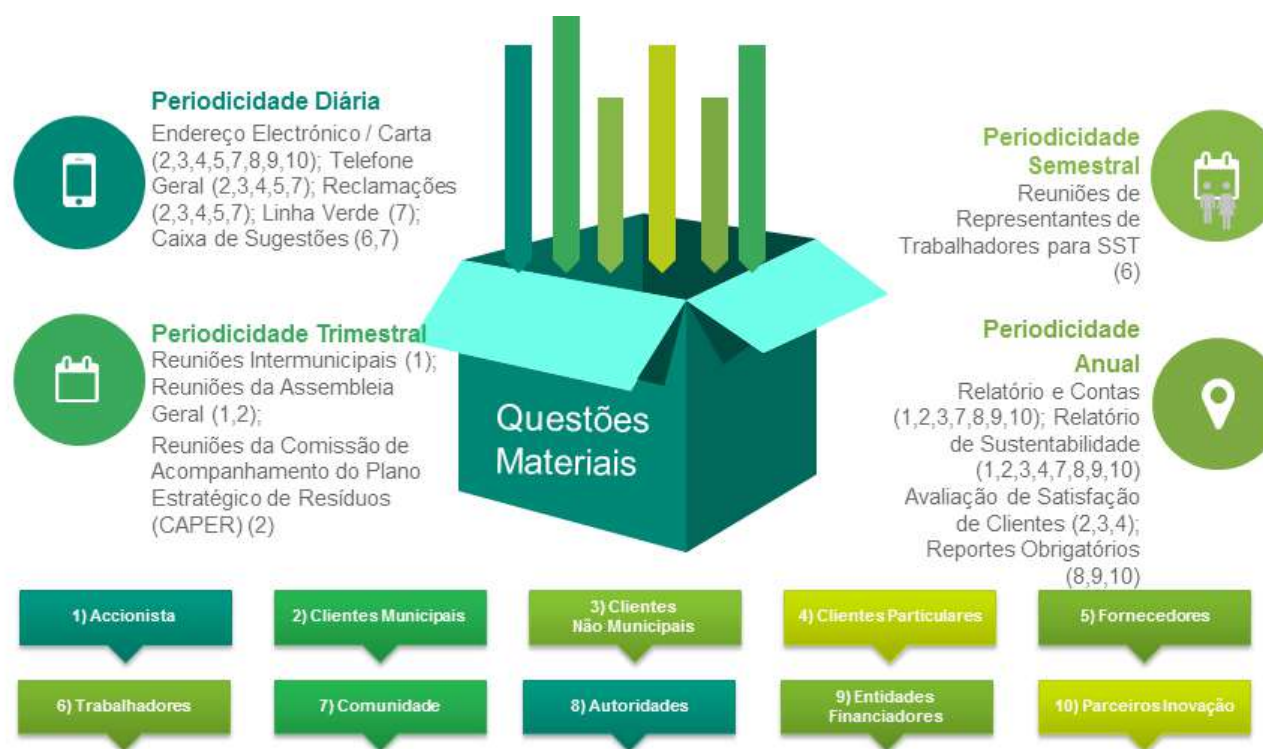 Periodicidade Diária
Endereço Electrónico / Carta
(2,3,4,5,7,8,9,10); Telefone
Geral (2,3,4,5,7); Reclamações
(2,3,4,5,7); Linha Verde (7);
Caixa de Sugestões (6,7)
Periodicidade Trimestral
Reuniões Intermunicipais (1);
Reuniões da Assembleia
Geral (1,2);
Reuniões da Comissão de
Acompanhamento do Plano
Estratégico de Resíduos
(CAPER) (2)
Questões
Materiais
Periodicidade
Semestral
Reuniões de
Representantes de
Trabalhadores para SST
(6)
Periodicidade
Anual
Relatório e Contas
(1,2,3,7,8,9,10); Relatório
de Sustentabilidade
(1,2,3,4,7,8,9,10)
Avaliação de Satisfação
de Clientes (2,3,4);
Reportes Obrigatórios
(8,9,10)
1) Accionista
2) Clientes Municipais
3) Clientes
Não Municipais
4) Clientes Particulares
5) Fornecedores
6) Trabalhadores
7) Comunidade
8) Autoridades
9) Entidades
Financiadores
10) Parceiros Inovação